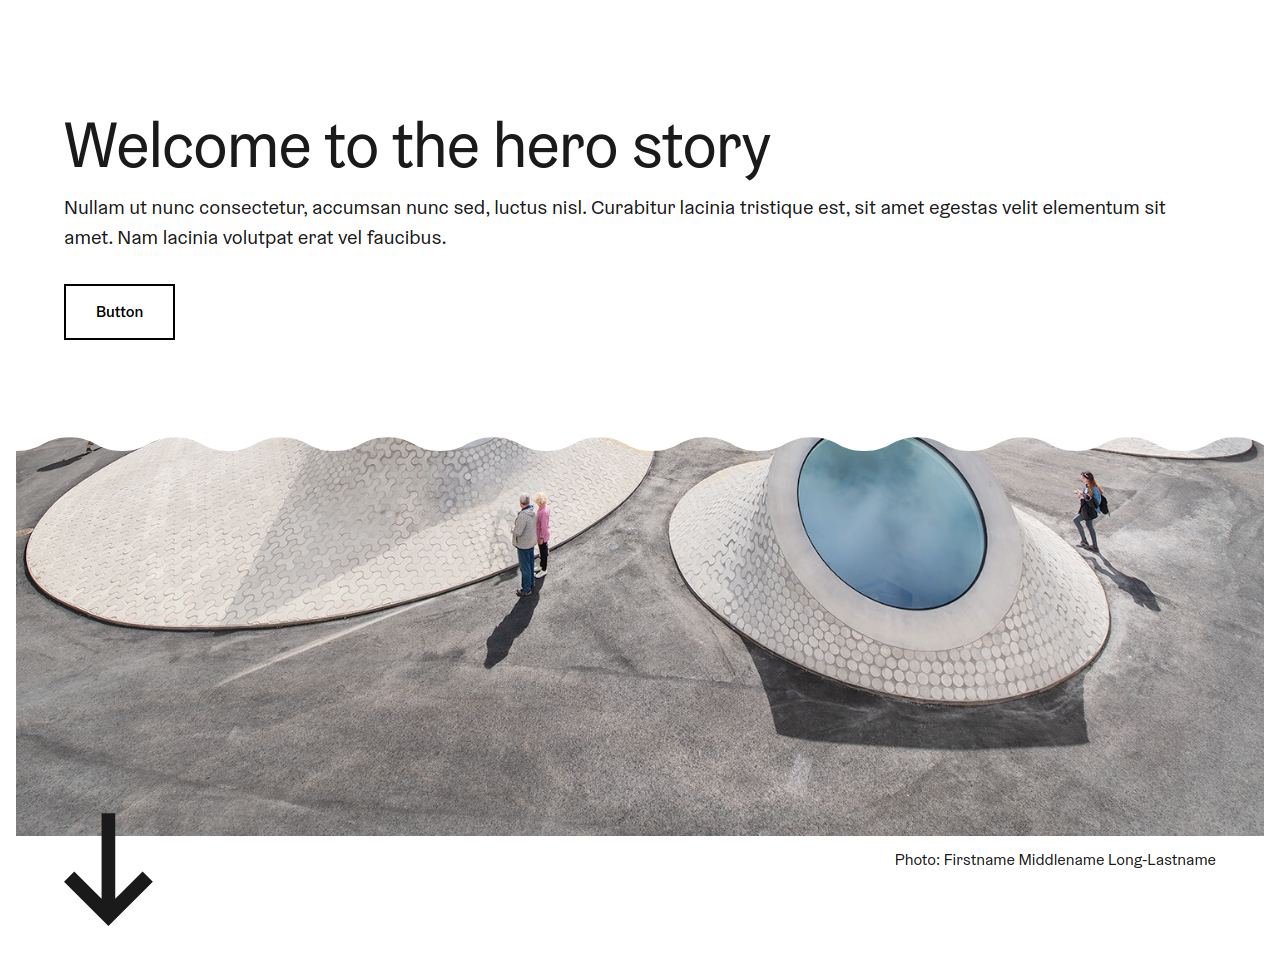 Welcome to the hero story
Nullam ut nunc consectetur, accumsan nunc sed, luctus nisl. Curabitur lacinia tristique est, sit amet egestas velit elementum sit
amet. Nam lacinia volutpat erat vel faucibus.
Button
Photo: Firstname Middlename Long-Lastname